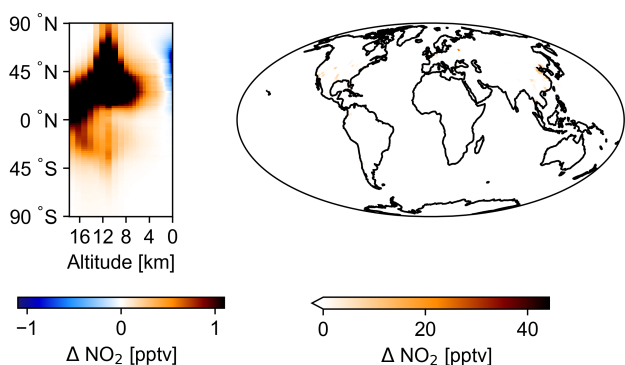 90 °N
45 °N
0 °N
45 °S
90 °S
16 12 8 4 0
Altitude [km]
−1 0 1
Δ NO₂ [pptv]
0 20 40
Δ NO₂ [pptv]